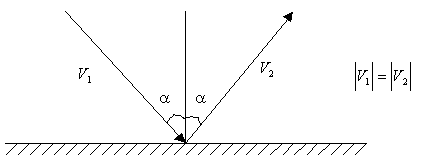 V₁
α
α
V₂
|V₁| = |V₂|